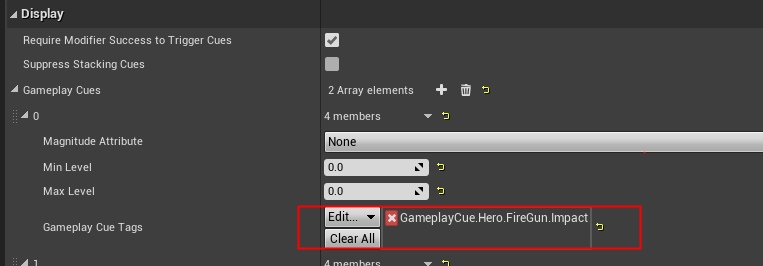 Display
Require Modifier Success to Trigger Cues
Suppress Stacking Cues
Gameplay Cues 2 Array elements
0 4 members
Magnitude Attribute None
Min Level 0.0
Max Level 0.0
Gameplay Cue Tags Edit... GameplayCue.Hero.FireGun.Impact
Clear All
1 4 members